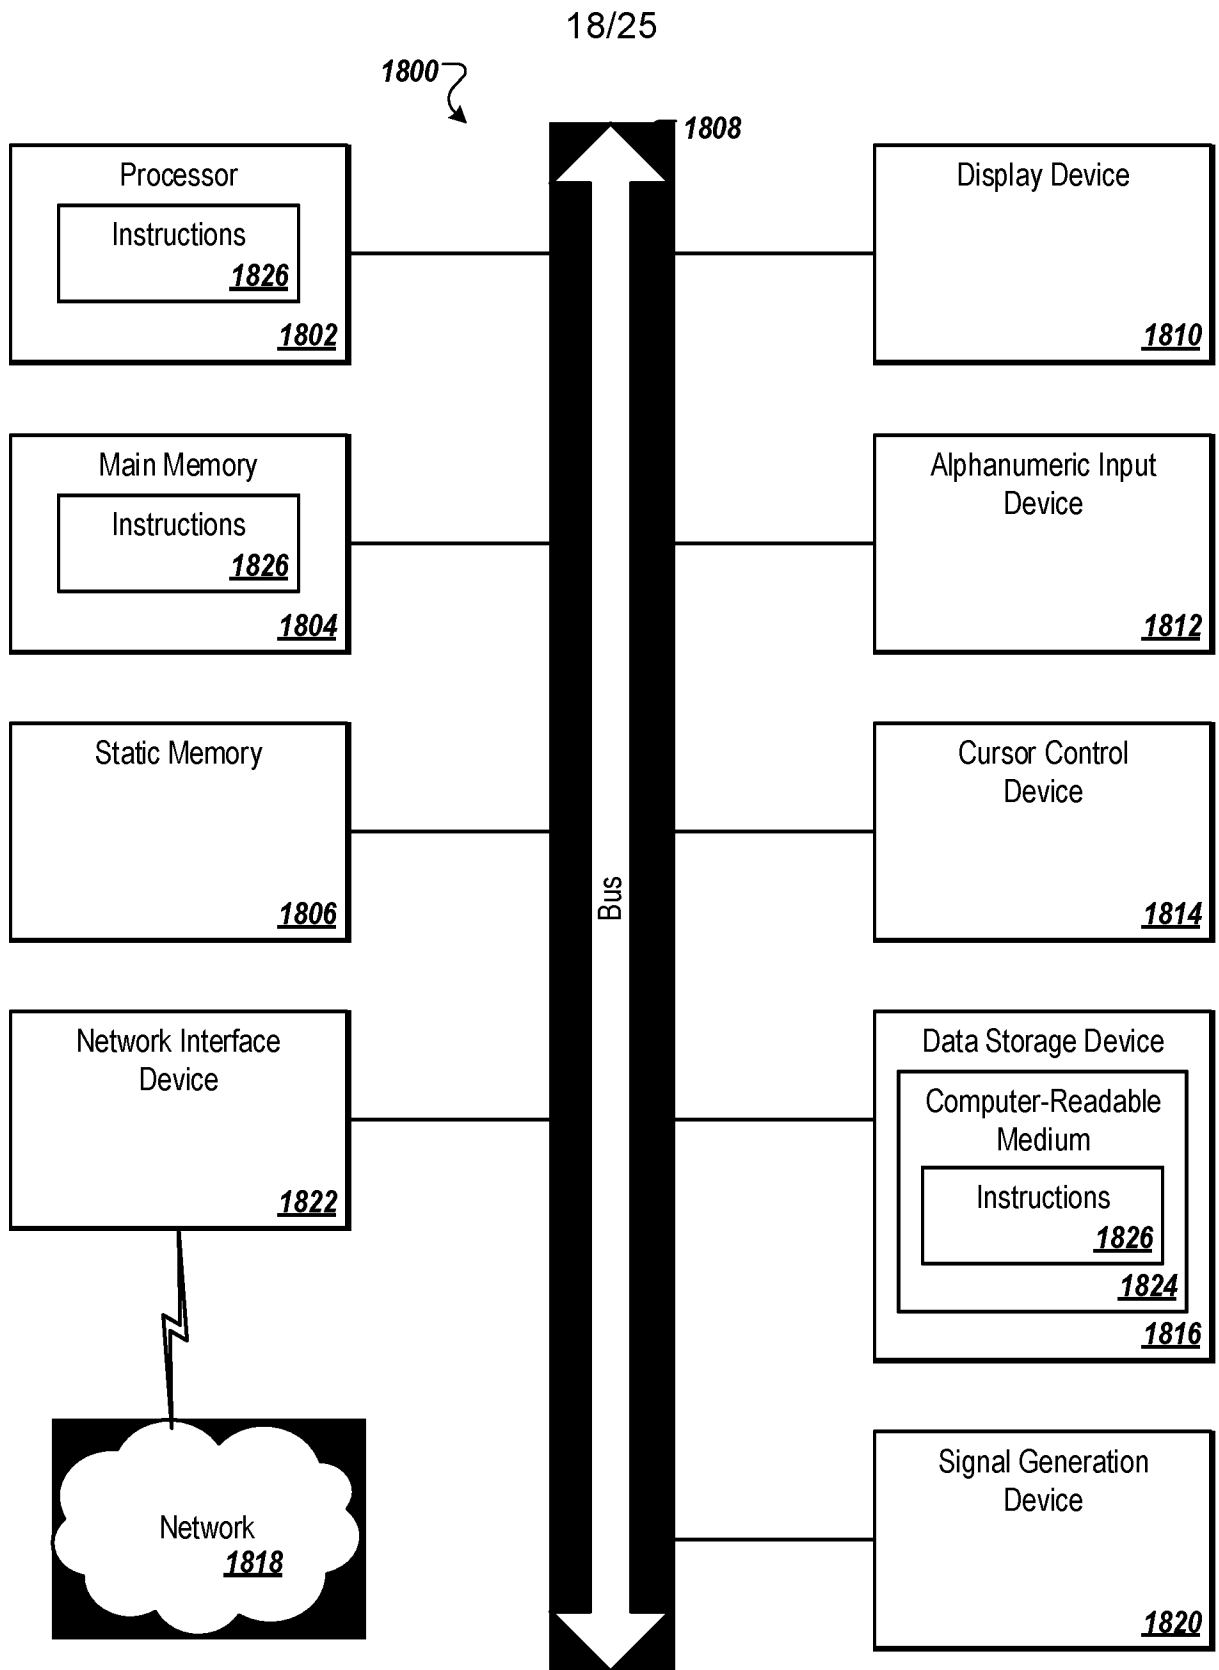 18/25
1800
1808
Processor
Instructions
1826
1802
Main Memory
Instructions
1826
1804
Static Memory
1806
Network Interface
Device
1822
Network
1818
Bus
Display Device
1810
Alphanumeric Input
Device
1812
Cursor Control
Device
1814
Data Storage Device
Computer-Readable
Medium
Instructions
1826
1824
1816
Signal Generation
Device
1820